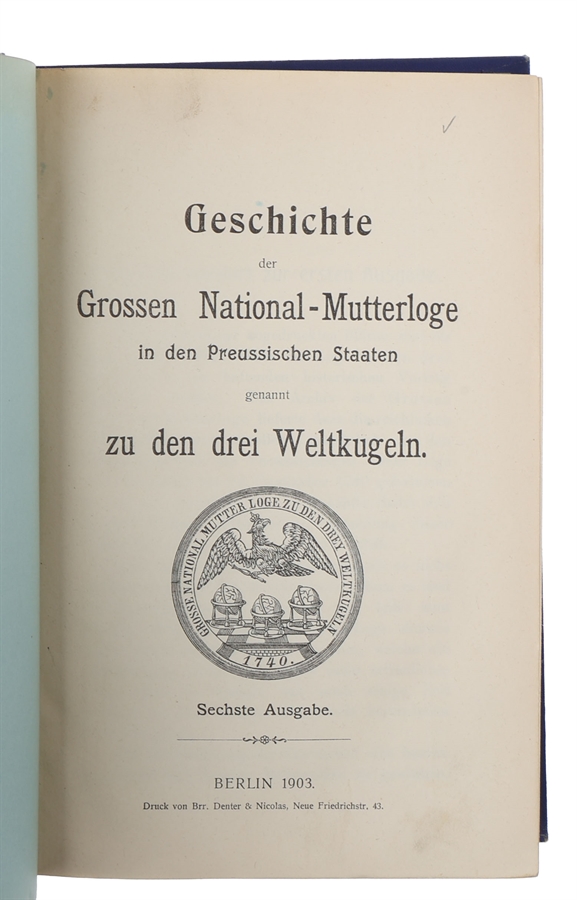 Geschichte
der
Grossen National-Mutterloge
in den Preussischen Staaten
genannt
zu den drei Weltkugeln.
GROSSE NATIONAL MUTTER LOGE ZU DEN DREY WELTKUGELN
1740.
Sechste Ausgabe.
BERLIN 1903.
Druck von Brr. Denter & Nicolas, Neue Friedrichstr. 43.